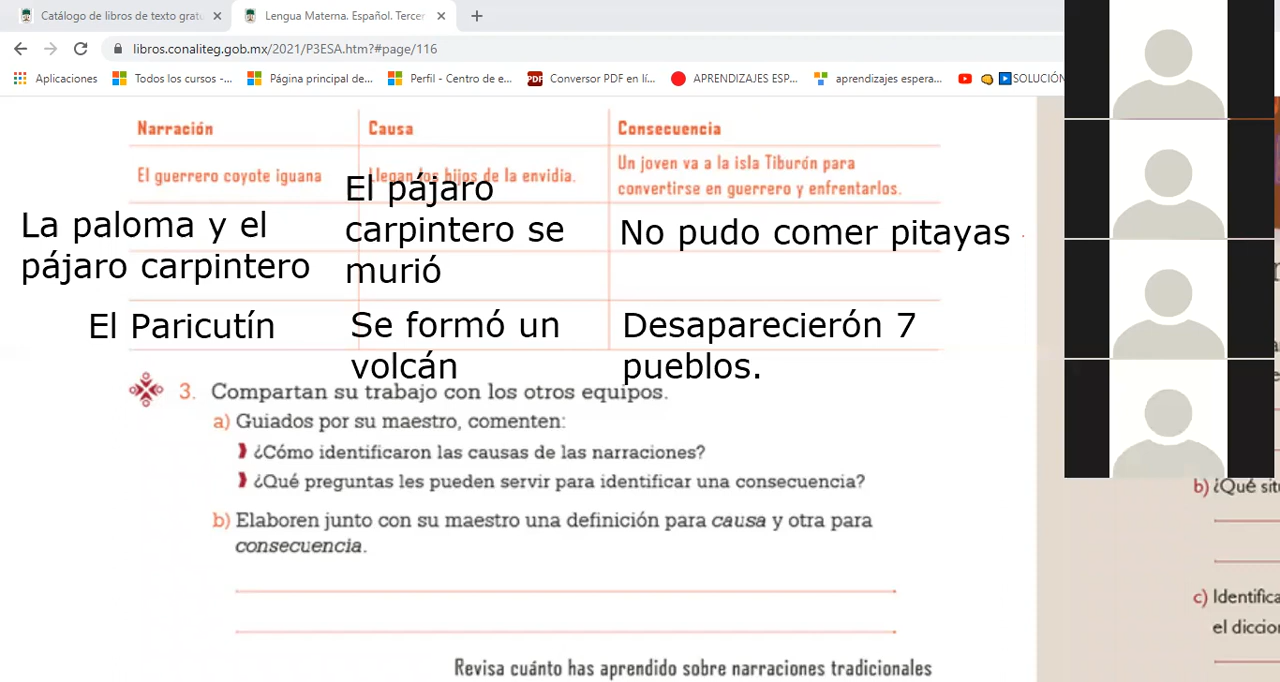 Catálogo de libros de texto gratu
Lengua Materna. Español. Tercer
libros.conaliteg.gob.mx/2021/P3ESA.htm?#page/116
Aplicaciones
Todos los cursos -...
Página principal de...
Perfil - Centro de e...
PDF
Conversor PDF en lí...
APRENDIZAJES ESP...
aprendizajes espera...
SOLUCIÓN
Narración
Causa
Consecuencia
El guerrero coyote iguana
Llegan los hijos de la envidia.
Un joven va a la isla Tiburón para
convertirse en guerrero y enfrentarlos.
La paloma y el
pájaro carpintero
El pájaro
carpintero se
murió
No pudo comer pitayas
El Paricutín
Se formó un
volcán
Desaparecierón 7
pueblos.
3. Compartan su trabajo con los otros equipos.
a) Guiados por su maestro, comenten:
¿Cómo identificaron las causas de las narraciones?
¿Qué preguntas les pueden servir para identificar una consecuencia?
b) Elaboren junto con su maestro una definición para causa y otra para
consecuencia.
Revisa cuánto has aprendido sobre narraciones tradicionales
b) ¿Qué situ
c) Identifica
el diccion